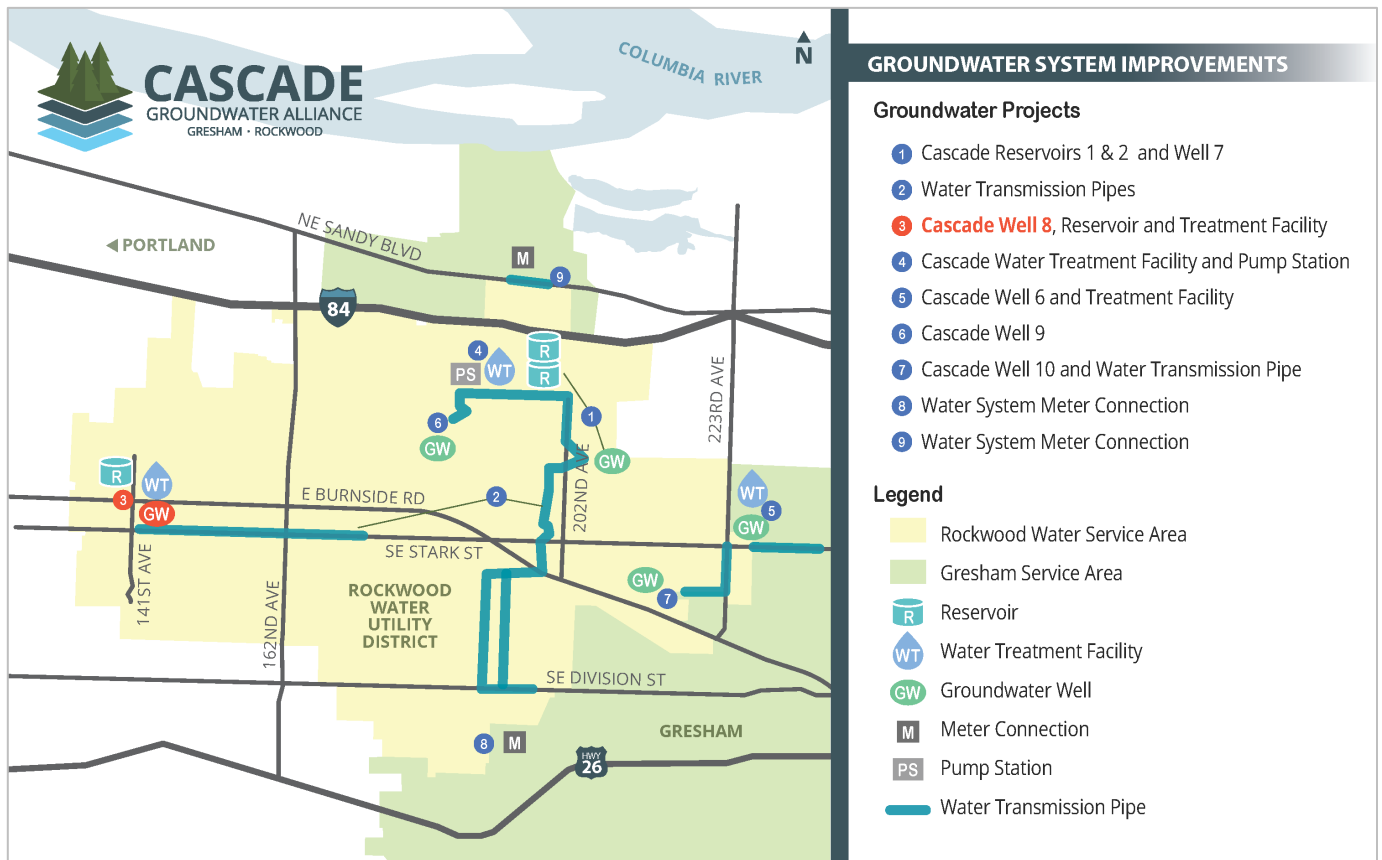 CASCADE
GROUNDWATER ALLIANCE
GRESHAM • ROCKWOOD
COLUMBIA RIVER
N
PORTLAND
NE SANDY BLVD
M
9
84
4
PS
WT
R
R
6
GW
1
GW
223RD AVE
202ND AVE
R
WT
3
GW
E BURNSIDE RD
2
SE STARK ST
WT
5
GW
141ST AVE
162ND AVE
GW
7
ROCKWOOD
WATER
UTILITY
DISTRICT
SE DIVISION ST
8
M
GRESHAM
HWY
26
GROUNDWATER SYSTEM IMPROVEMENTS
Groundwater Projects
1 Cascade Reservoirs 1 & 2 and Well 7
2 Water Transmission Pipes
3 Cascade Well 8, Reservoir and Treatment Facility
4 Cascade Water Treatment Facility and Pump Station
5 Cascade Well 6 and Treatment Facility
6 Cascade Well 9
7 Cascade Well 10 and Water Transmission Pipe
8 Water System Meter Connection
9 Water System Meter Connection
Legend
Rockwood Water Service Area
Gresham Service Area
R Reservoir
WT Water Treatment Facility
GW Groundwater Well
M Meter Connection
PS Pump Station
Water Transmission Pipe